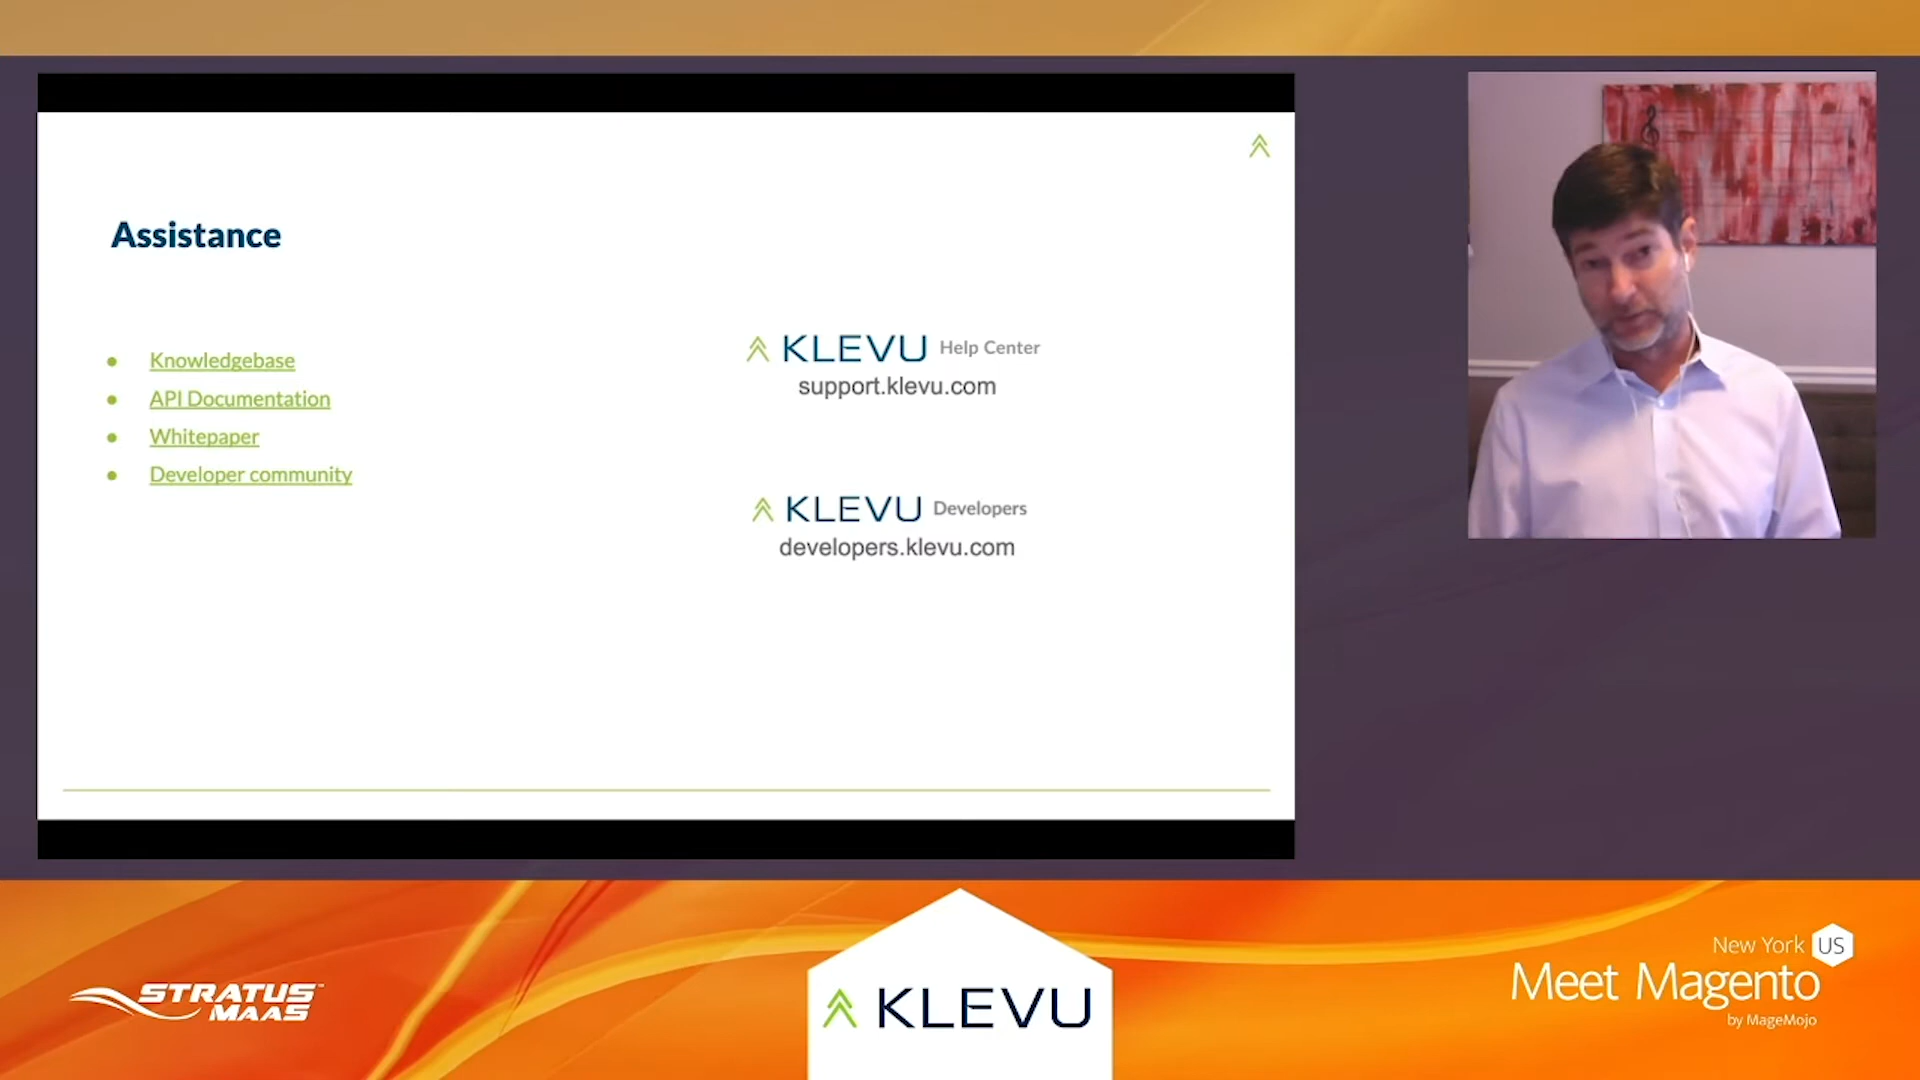 Assistance
Knowledgebase
API Documentation
Whitepaper
Developer community
KLEVU Help Center
support.klevu.com
KLEVU Developers
developers.klevu.com
STRATUS™
MAAS
KLEVU
New York US
Meet Magento
by MageMojo